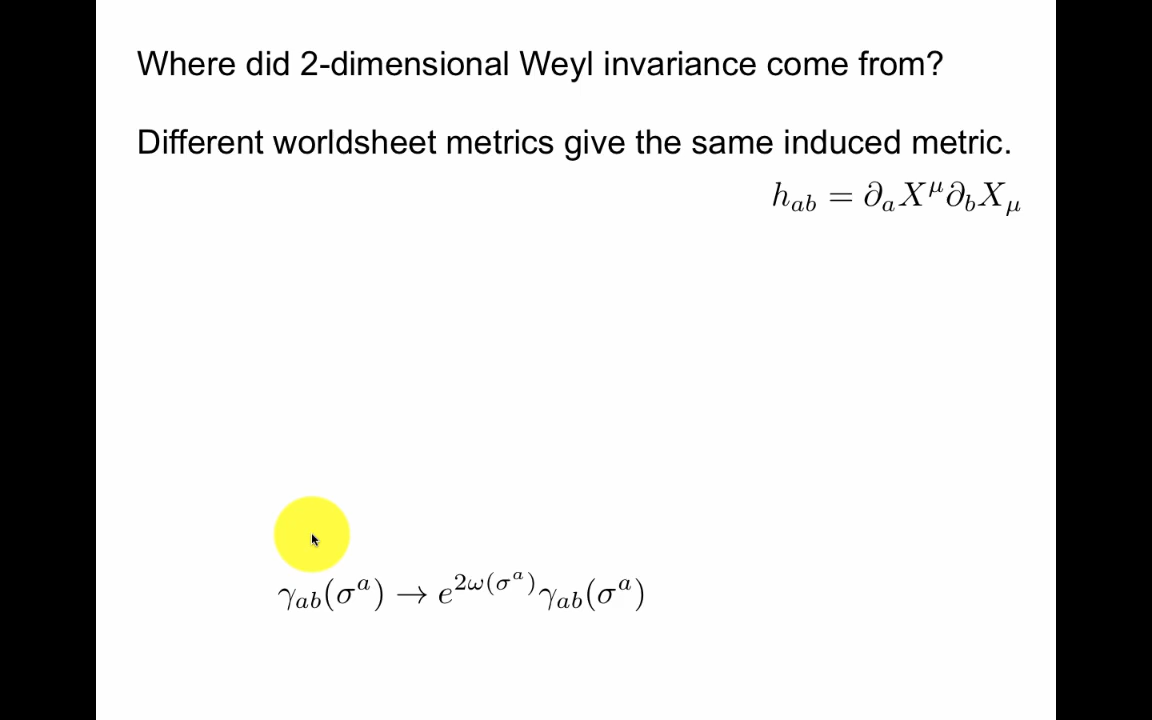 Where did 2-dimensional Weyl invariance come from?
Different worldsheet metrics give the same induced metric.
$h_{ab} = \partial_a X^\mu \partial_b X_\mu$
$\gamma_{ab}(\sigma^a) \to e^{2\omega(\sigma^a)} \gamma_{ab}(\sigma^a)$